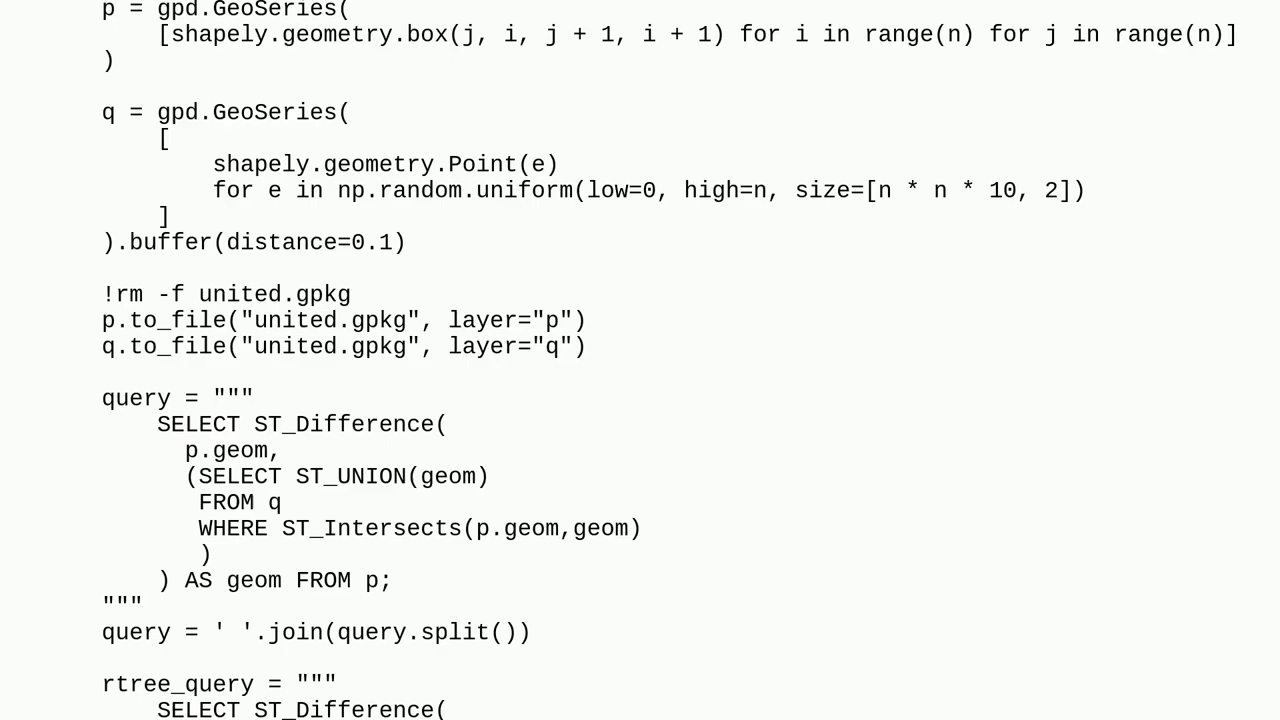 p = gpd.GeoSeries(
[shapely.geometry.box(j, i, j + 1, i + 1) for i in range(n) for j in range(n)]
)
q = gpd.GeoSeries(
[
shapely.geometry.Point(e)
for e in np.random.uniform(low=0, high=n, size=[n * n * 10, 2])
]
).buffer(distance=0.1)
!rm -f united.gpkg
p.to_file("united.gpkg", layer="p")
q.to_file("united.gpkg", layer="q")
query = """
SELECT ST_Difference(
p.geom,
(SELECT ST_UNION(geom)
FROM q
WHERE ST_Intersects(p.geom,geom)
)
) AS geom FROM p;
"""
query = ' '.join(query.split())
rtree_query = """
SELECT ST_Difference(